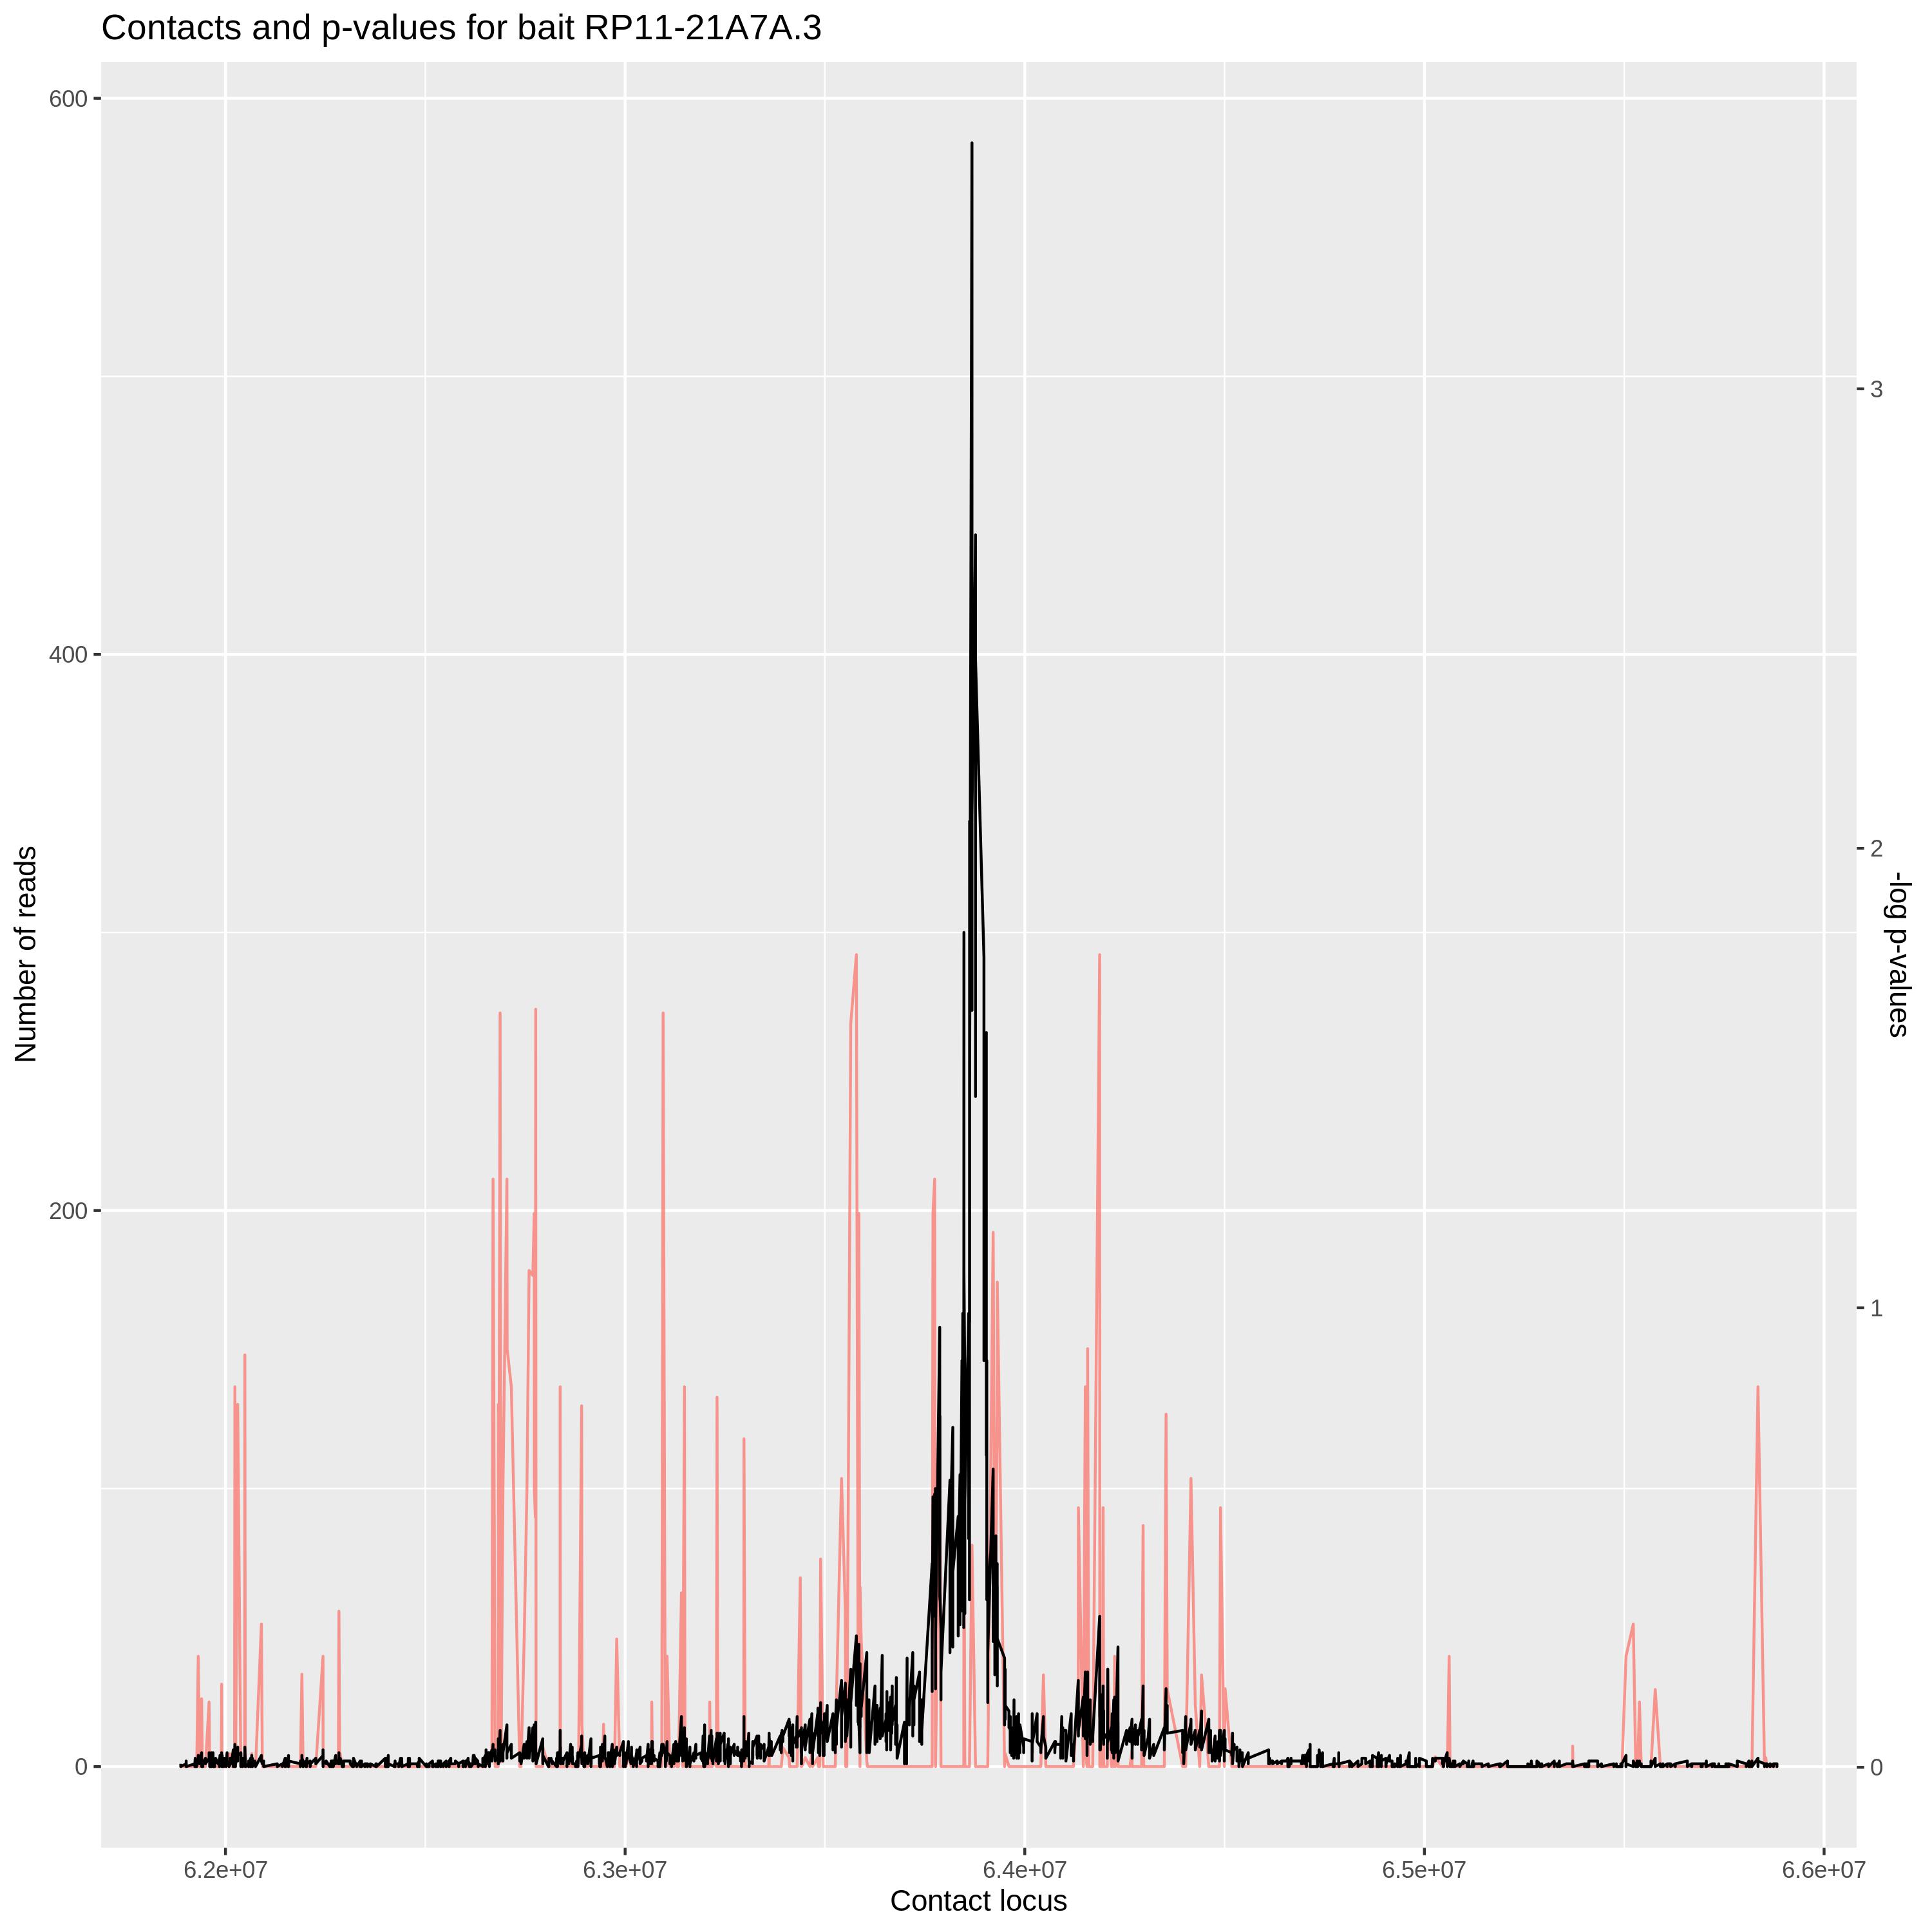 Contacts and p-values for bait RP11-21A7A.3
600
400
200
0
3
2
1
0
Number of reads
-log p-values
6.2e+07 6.3e+07 6.4e+07 6.5e+07 6.6e+07
Contact locus